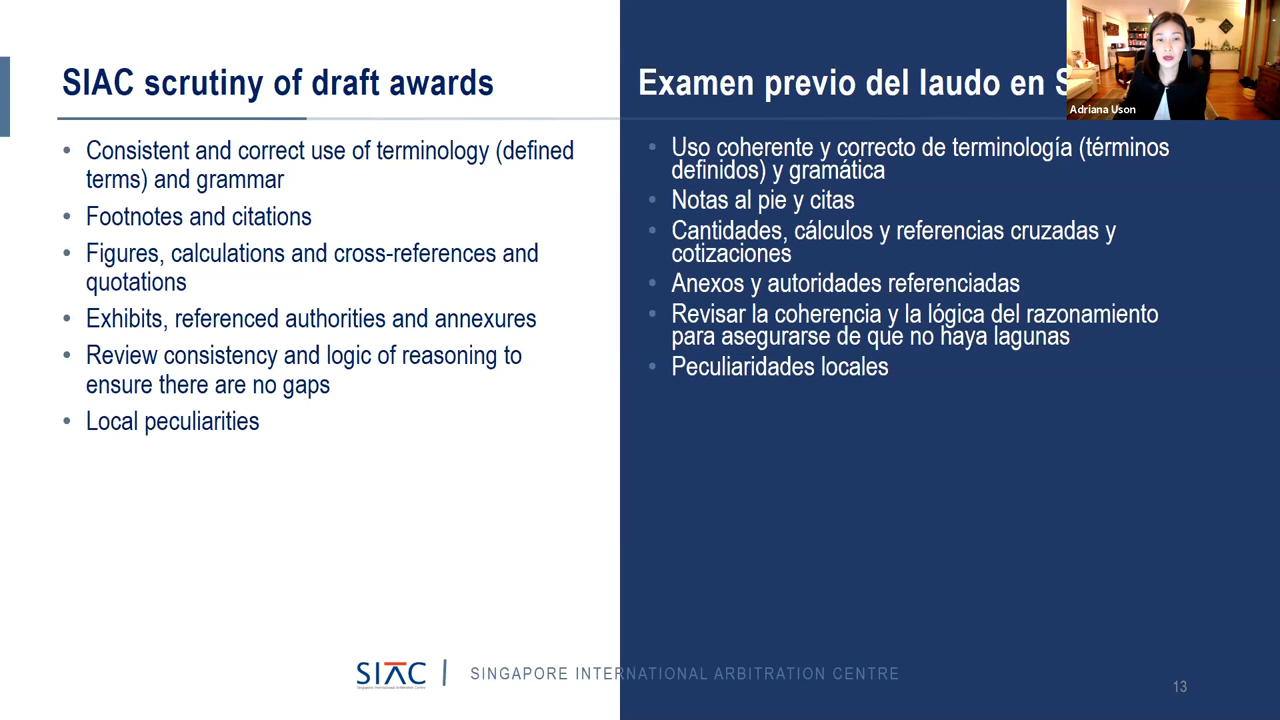 SIAC scrutiny of draft awards
• Consistent and correct use of terminology (defined
terms) and grammar
• Footnotes and citations
• Figures, calculations and cross-references and
quotations
• Exhibits, referenced authorities and annexures
• Review consistency and logic of reasoning to
ensure there are no gaps
• Local peculiarities
Examen previo del laudo en
• Uso coherente y correcto de terminología (términos
definidos) y gramática
• Notas al pie y citas
• Cantidades, cálculos y referencias cruzadas y
cotizaciones
• Anexos y autoridades referenciadas
• Revisar la coherencia y la lógica del razonamiento
para asegurarse de que no haya lagunas
• Peculiaridades locales
Adriana Uson
SIAC
Singapore International Arbitration Centre
SINGAPORE INTERNATIONAL ARBITRATION CENTRE
13